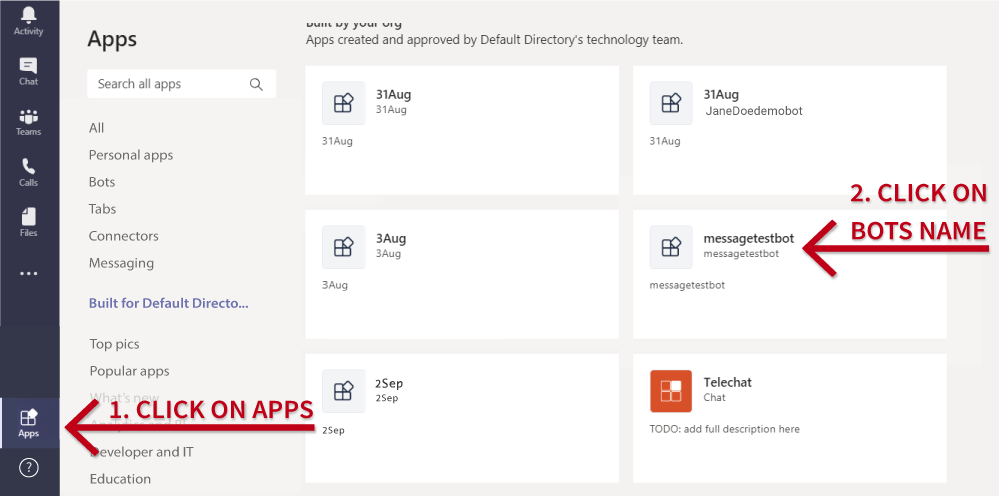 Activity
Chat
Teams
Calls
Files
Apps
Apps
Search all apps
All
Personal apps
Bots
Tabs
Connectors
Messaging
Built for Default Directo...
Top pics
Popular apps
What's new
1. CLICK ON APPS
Developer and IT
Education
Built by your org
Apps created and approved by Default Directory's technology team.
31Aug
31Aug
31Aug
31Aug
JaneDoedemobot
31Aug
3Aug
3Aug
3Aug
messagetestbot
messagetestbot
messagetestbot
2. CLICK ON
BOTS NAME
2Sep
2Sep
2Sep
Telechat
Chat
TODO: add full description here